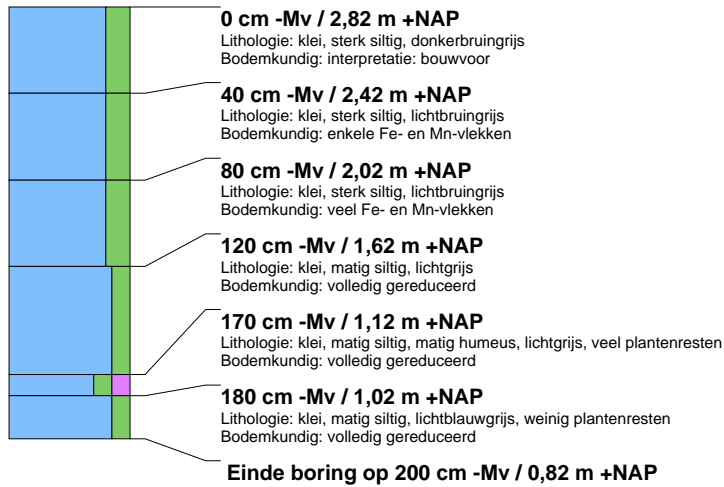 0 cm -Mv / 2,82 m +NAP
Lithologie: klei, sterk siltig, donkerbruingrijs
Bodemkundig: interpretatie: bouwvoor
40 cm -Mv / 2,42 m +NAP
Lithologie: klei, sterk siltig, lichtbruingrijs
Bodemkundig: enkele Fe- en Mn-vlekken
80 cm -Mv / 2,02 m +NAP
Lithologie: klei, sterk siltig, lichtbruingrijs
Bodemkundig: veel Fe- en Mn-vlekken
120 cm -Mv / 1,62 m +NAP
Lithologie: klei, matig siltig, lichtgrijs
Bodemkundig: volledig gereduceerd
170 cm -Mv / 1,12 m +NAP
Lithologie: klei, matig siltig, matig humeus, lichtgrijs, veel plantenresten
Bodemkundig: volledig gereduceerd
180 cm -Mv / 1,02 m +NAP
Lithologie: klei, matig siltig, lichtblauwgrijs, weinig plantenresten
Bodemkundig: volledig gereduceerd
Einde boring op 200 cm -Mv / 0,82 m +NAP